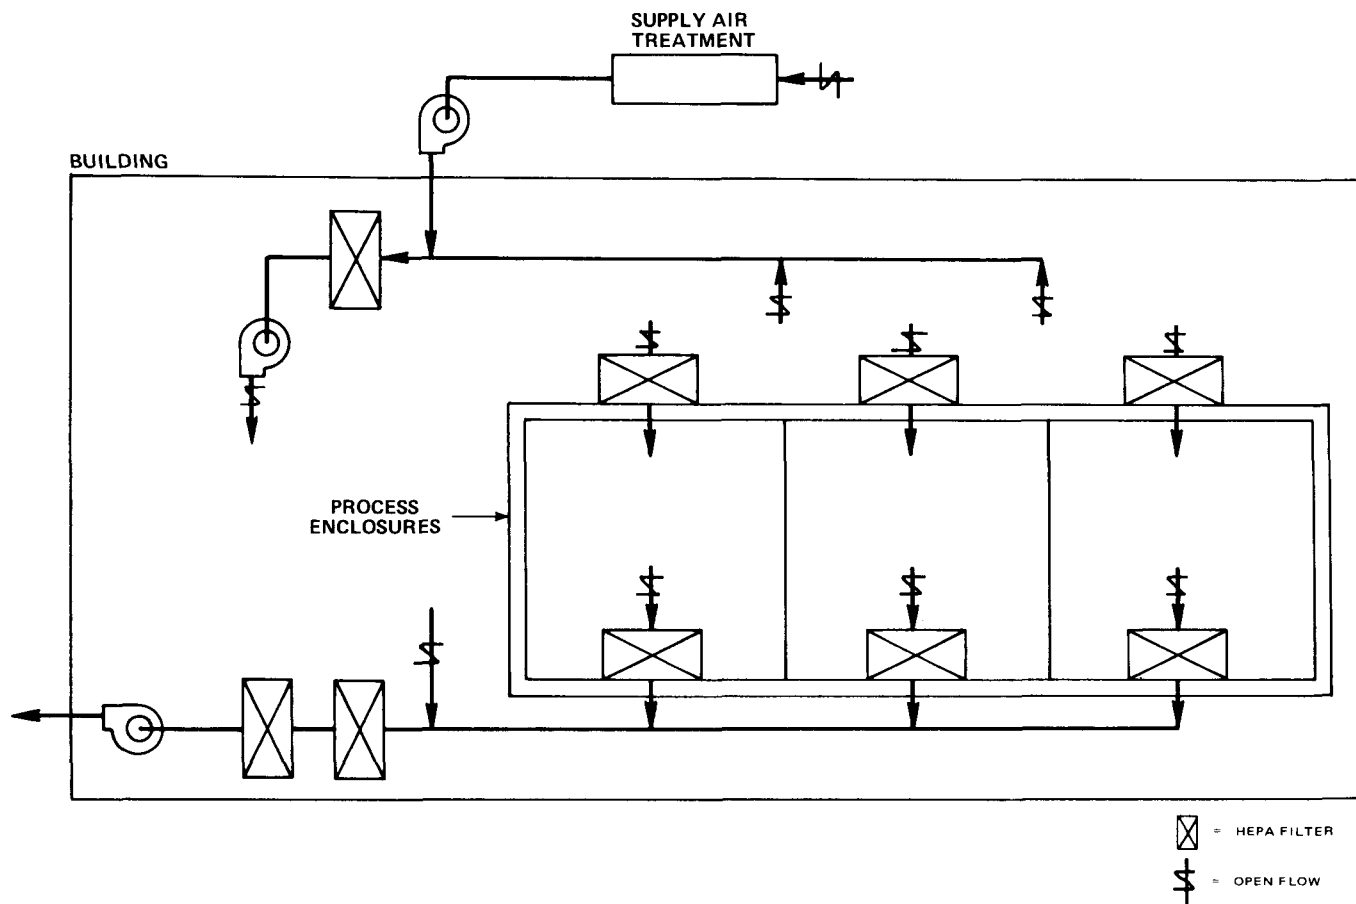 SUPPLY AIR
TREATMENT
BUILDING
PROCESS
ENCLOSURES
= HEPA FILTER
= OPEN FLOW